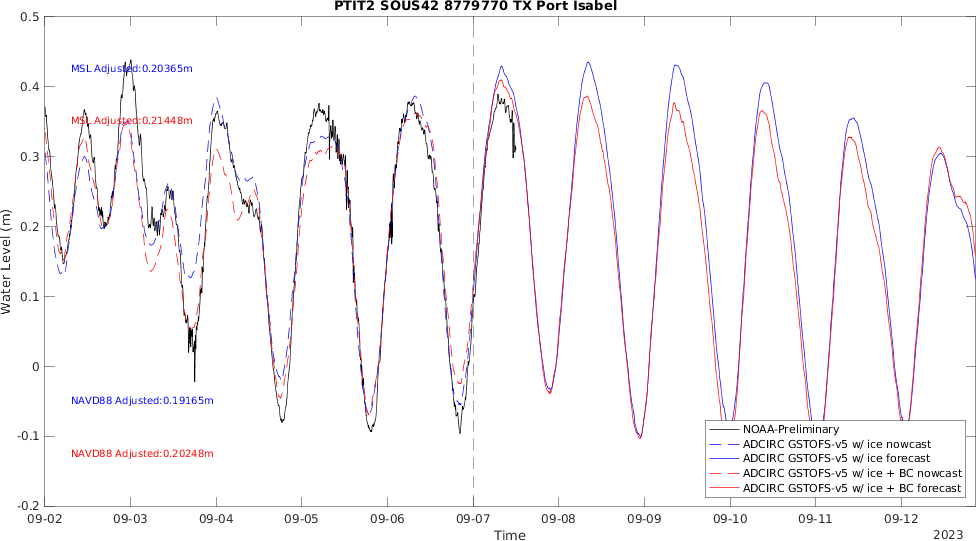 PTIT2 SOUS42 8779770 TX Port Isabel
0.5
0.4
0.3
0.2
0.1
0
-0.1
-0.2
Water Level (m)
MSL Adjusted:0.20365m
MSL Adjusted:0.21448m
NAVD88 Adjusted:0.19165m
NAVD88 Adjusted:0.20248m
NOAA-Preliminary
ADCIRC GSTOFS-v5 w/ ice nowcast
ADCIRC GSTOFS-v5 w/ ice forecast
ADCIRC GSTOFS-v5 w/ ice + BC nowcast
ADCIRC GSTOFS-v5 w/ ice + BC forecast
09-02 09-03 09-04 09-05 09-06 09-07 09-08 09-09 09-10 09-11 09-12
Time
2023